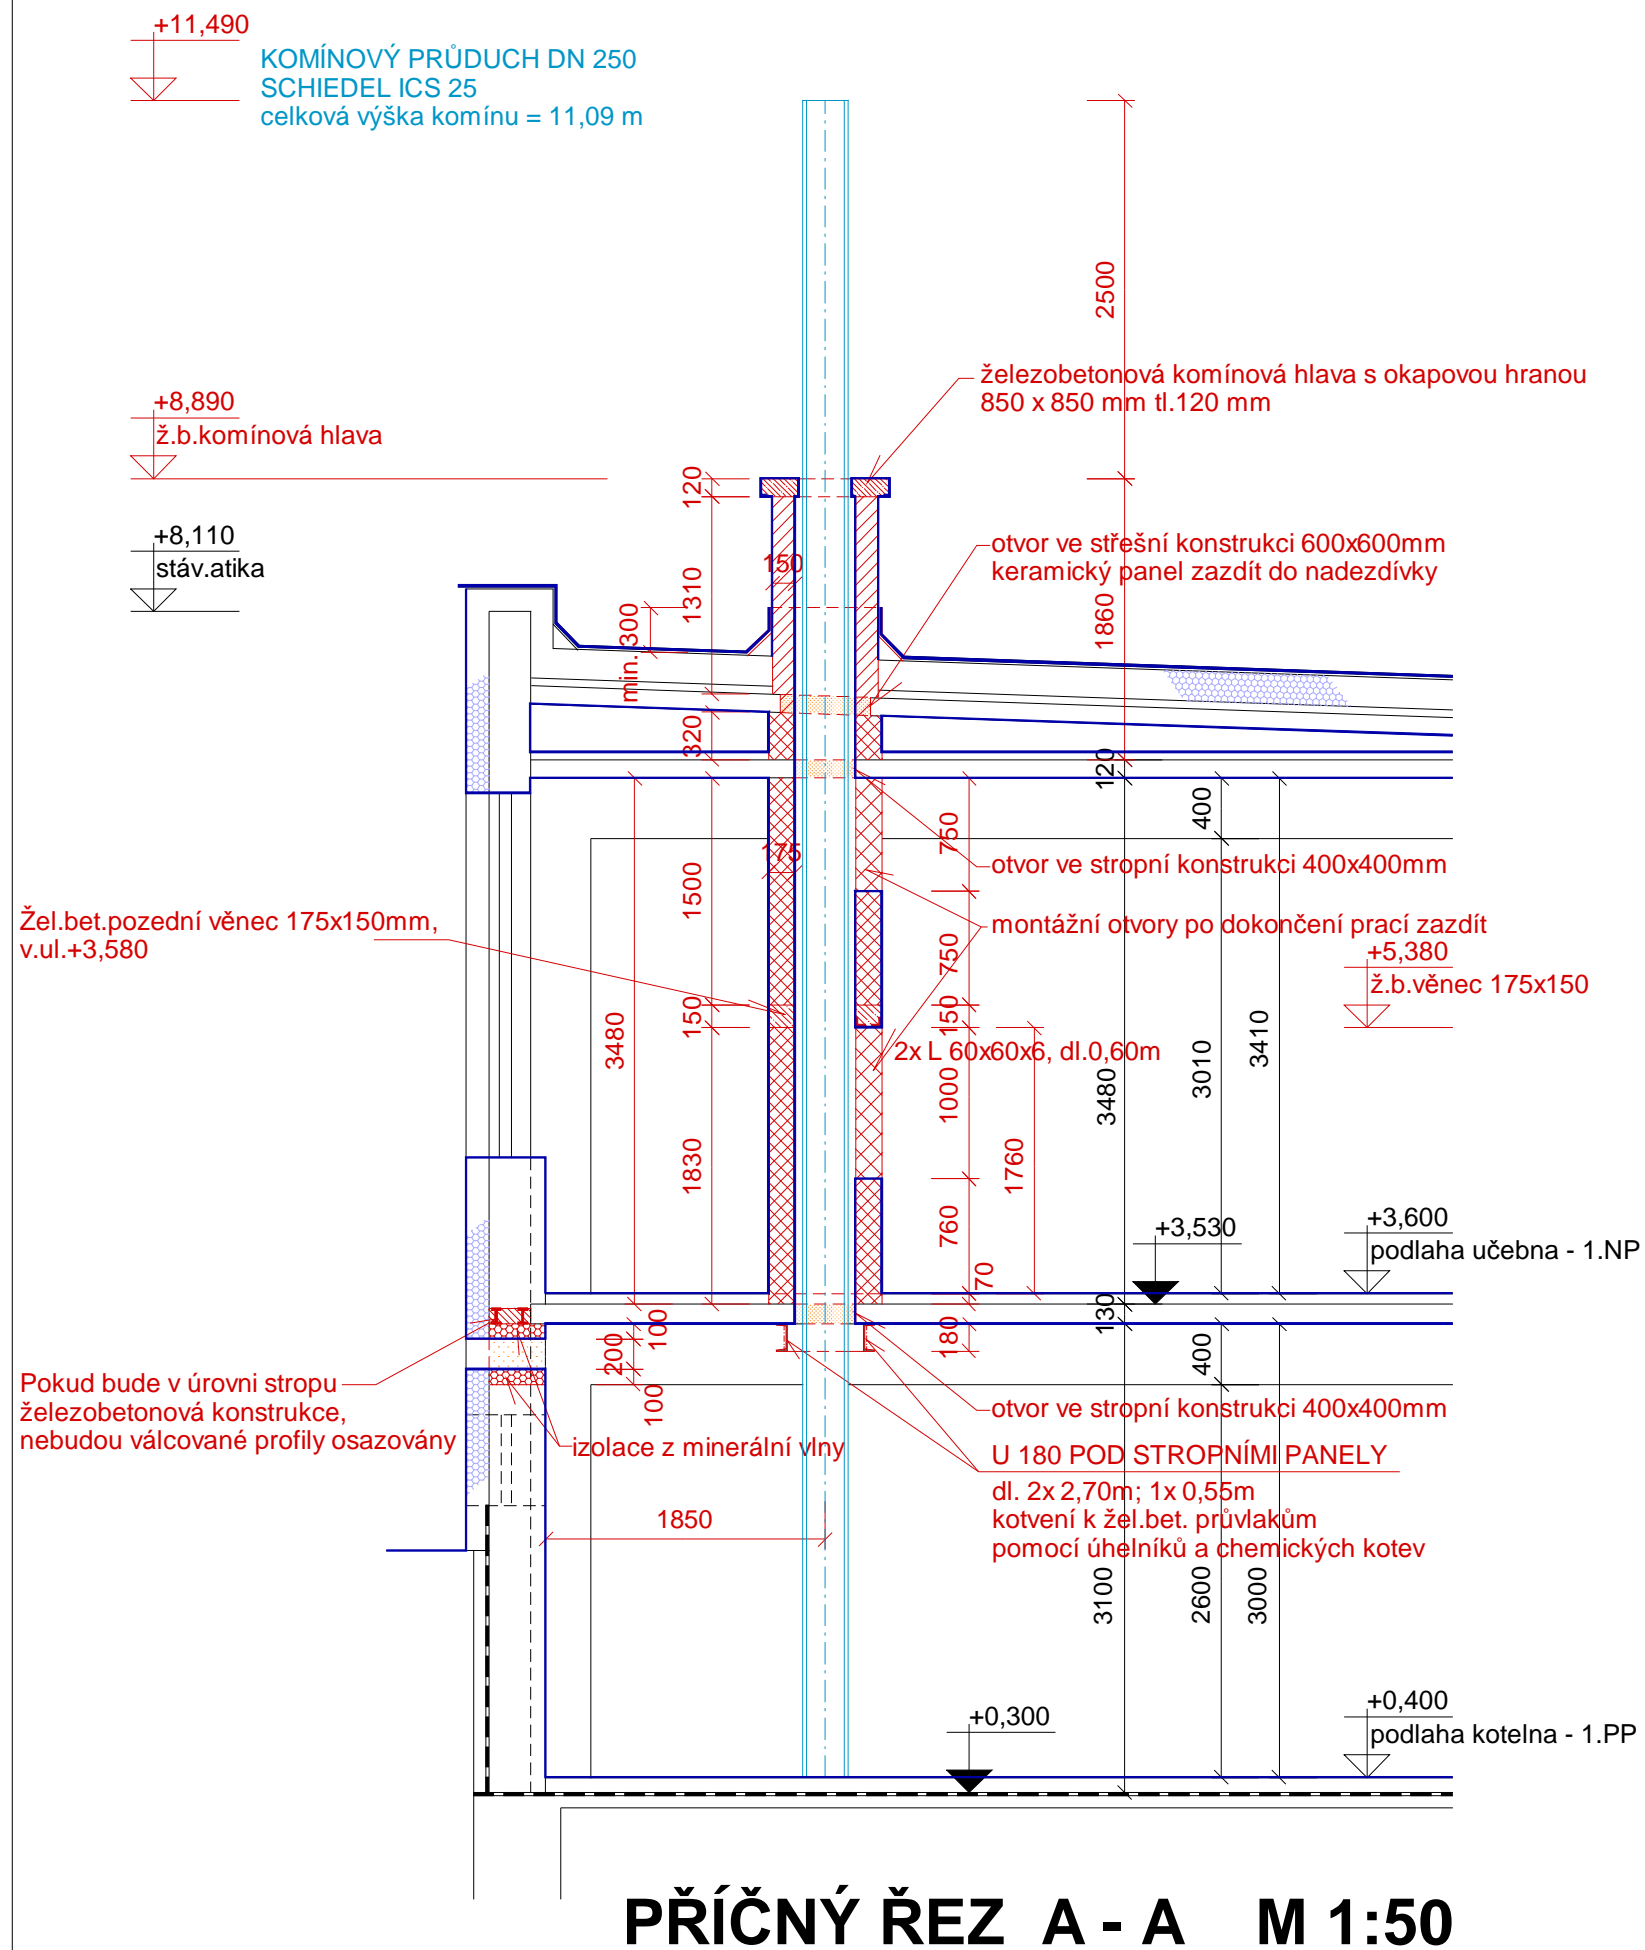 +11,490
KOMÍNOVÝ PRŮDUCH DN 250
SCHIEDEL ICS 25
celková výška komínu = 11,09 m
2500
železobetonová komínová hlava s okapovou hranou
850 x 850 mm tl.120 mm
+8,890
ž.b.komínová hlava
120
+8,110
stáv.atika
otvor ve střešní konstrukci 600x600mm
keramický panel zazdít do nadezdívky
150
1310
min. 300
1860
320
120
400
750
175
otvor ve stropní konstrukci 400x400mm
1500
Žel.bet.pozední věnec 175x150mm,
v.ul.+3,580
montážní otvory po dokončení prací zazdít
750
+5,380
ž.b.věnec 175x150
150
150
3480
2x L 60x60x6, dl.0,60m
1000
3480
3010
3410
1830
1760
760
+3,530
+3,600
podlaha učebna - 1.NP
70
130
100
200
180
400
100
Pokud bude v úrovni stropu
železobetonová konstrukce,
nebudou válcované profily osazovány
izolace z minerální vlny
otvor ve stropní konstrukci 400x400mm
U 180 POD STROPNÍMI PANELY
dl. 2x 2,70m; 1x 0,55m
kotvení k žel.bet. průvlakům
pomocí úhelníků a chemických kotev
1850
3100
2600
3000
+0,300
+0,400
podlaha kotelna - 1.PP
PŘÍČNÝ ŘEZ A - A M 1:50